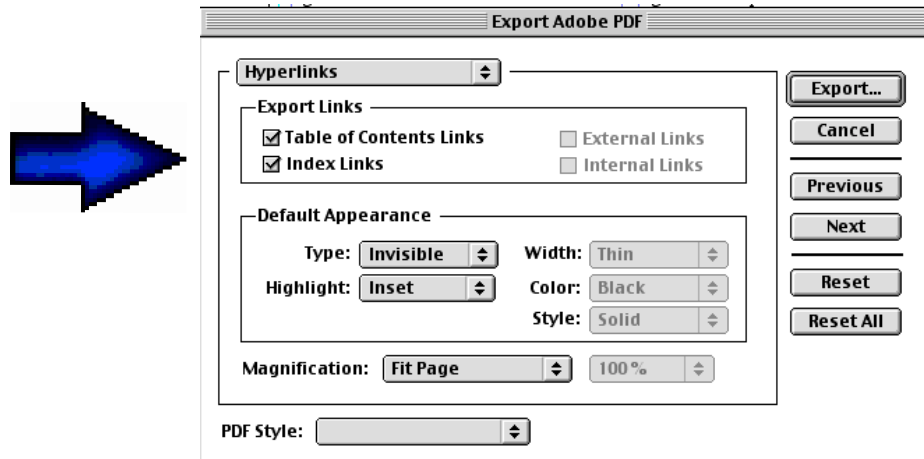 Export Adobe PDF
Hyperlinks
Export Links
Table of Contents Links
External Links
Index Links
Internal Links
Default Appearance
Type: Invisible
Width: Thin
Highlight: Inset
Color: Black
Style: Solid
Magnification: Fit Page
100%
PDF Style:
Export...
Cancel
Previous
Next
Reset
Reset All